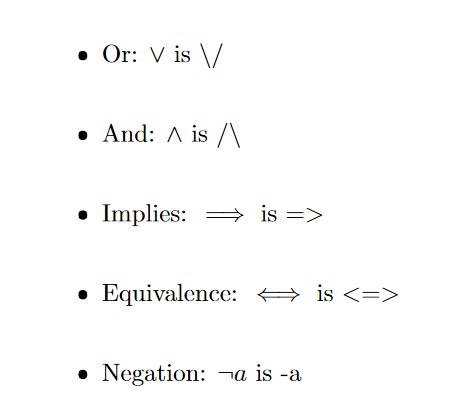 • Or: ∨ is \/
• And: ∧ is /\
• Implies: ⟹ is =>
• Equivalence: ⟺ is <=>
• Negation: ¬a is -a